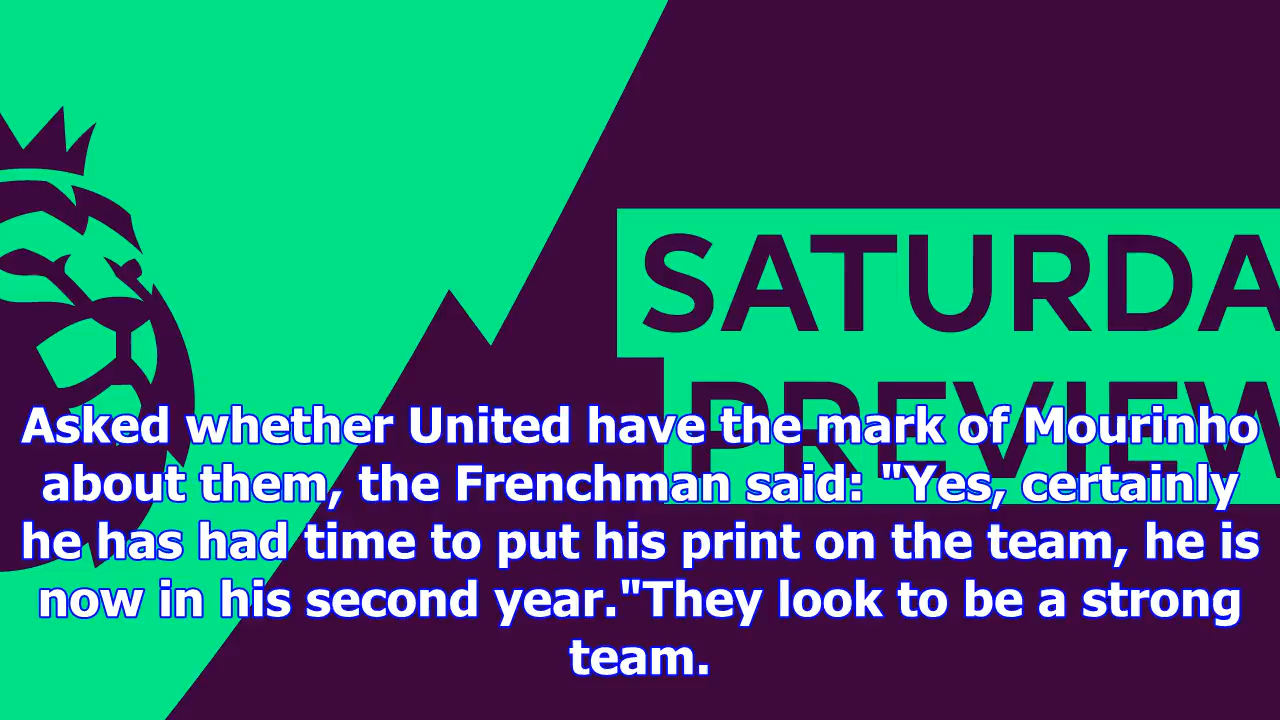 SATURDA
PREVIEW
Asked whether United have the mark of Mourinho
about them, the Frenchman said: "Yes, certainly
he has had time to put his print on the team, he is
now in his second year."They look to be a strong
team.